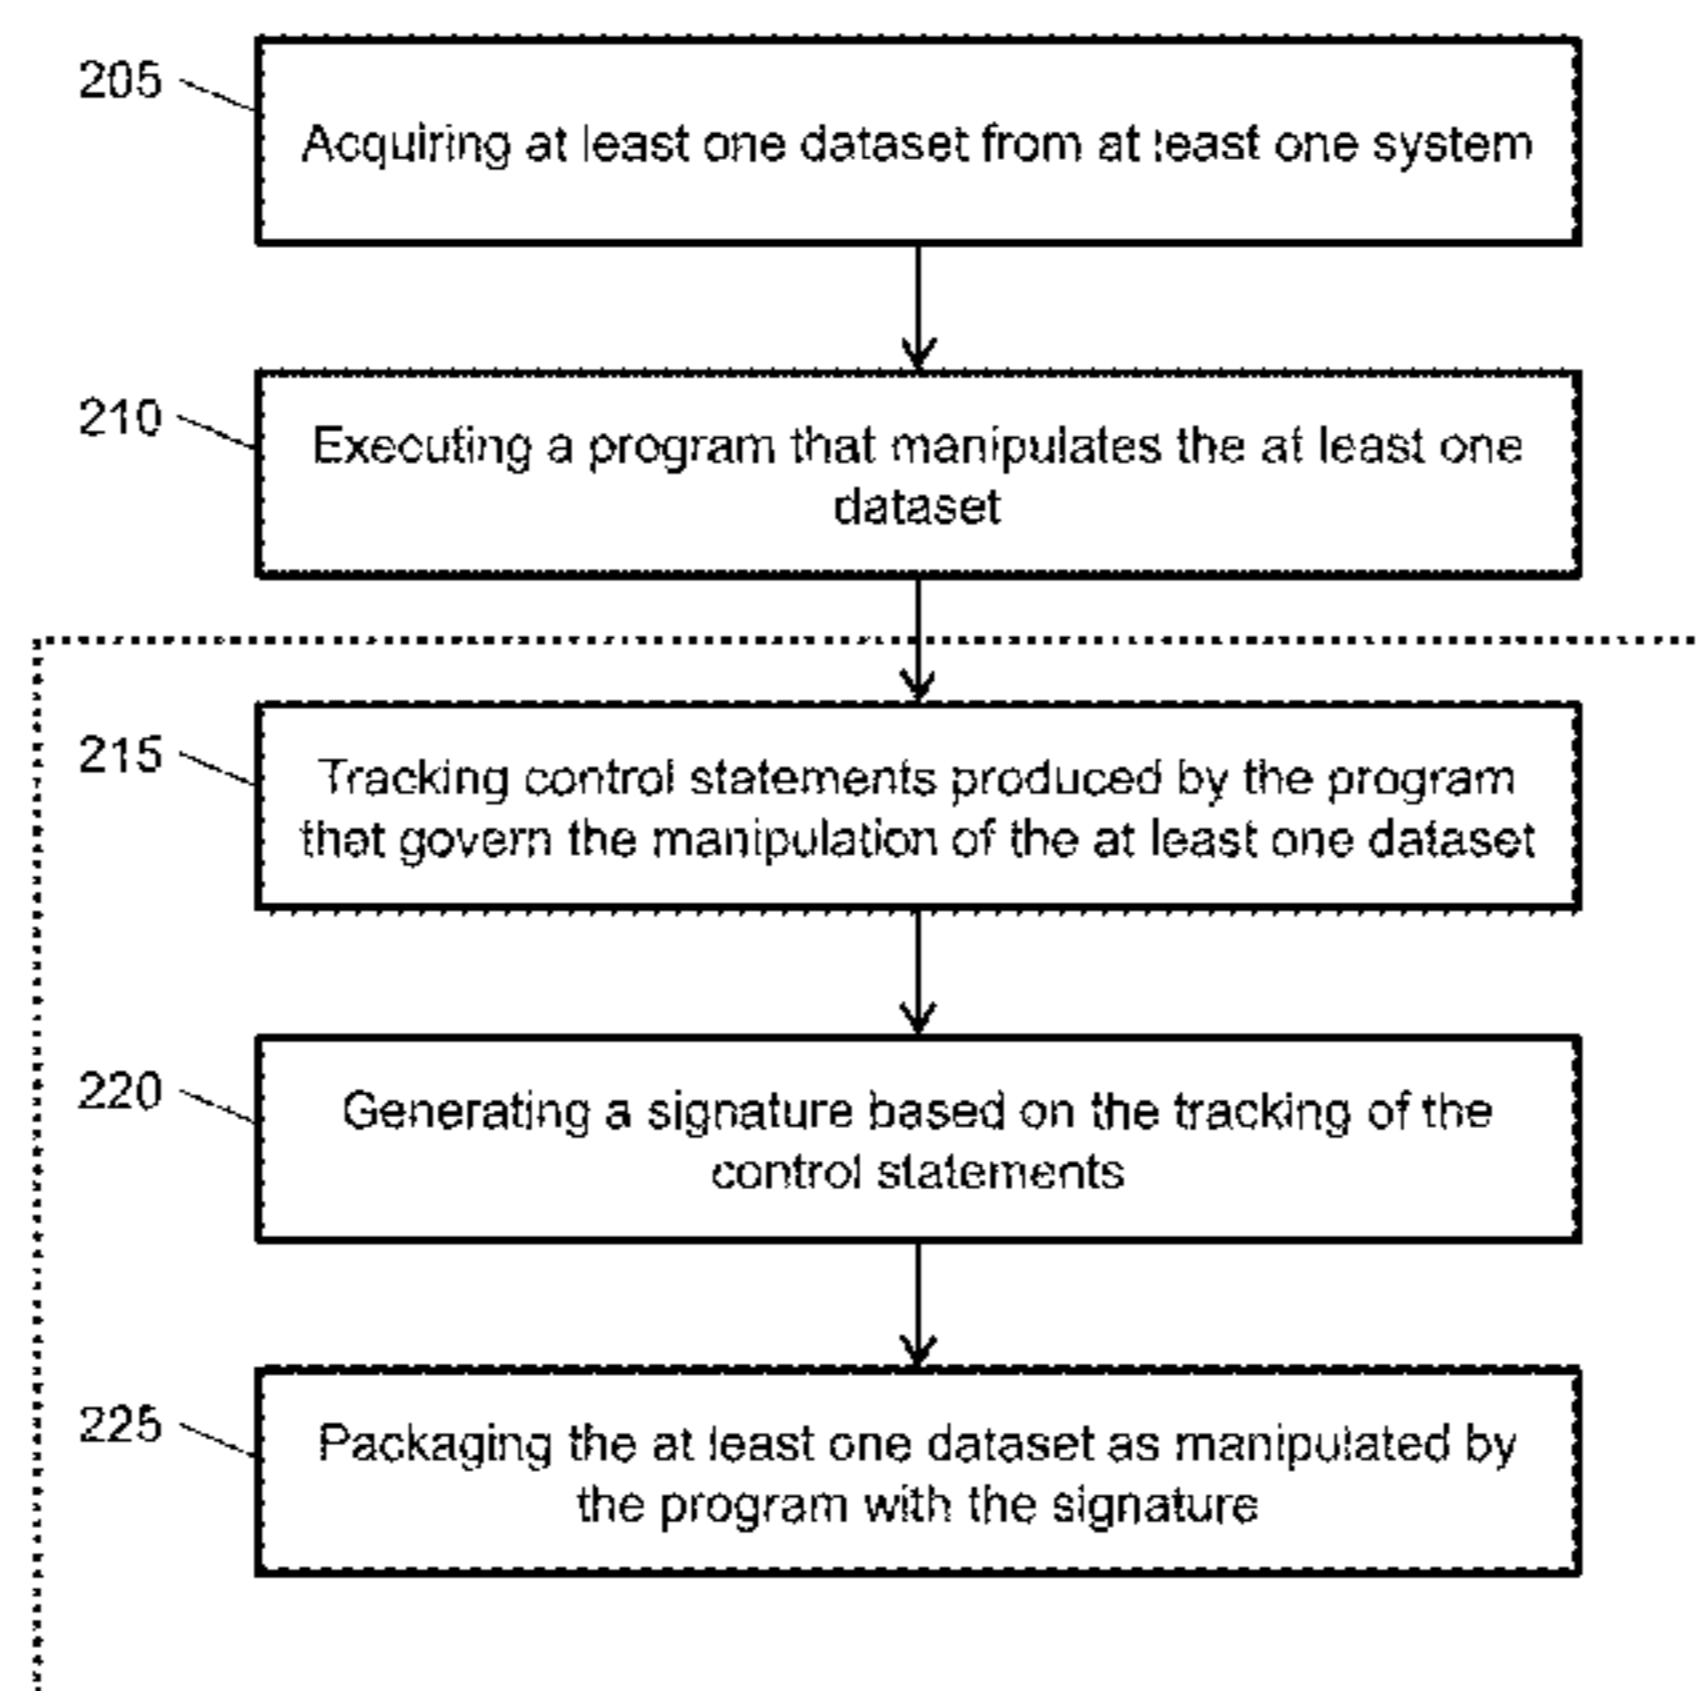 205
Acquiring at least one dataset from at least one system
210
Executing a program that manipulates the at least one
dataset
215
Tracking control statements produced by the program
that govern the manipulation of the at least one dataset
220
Generating a signature based on the tracking of the
control statements
225
Packaging the at least one dataset as manipulated by
the program with the signature